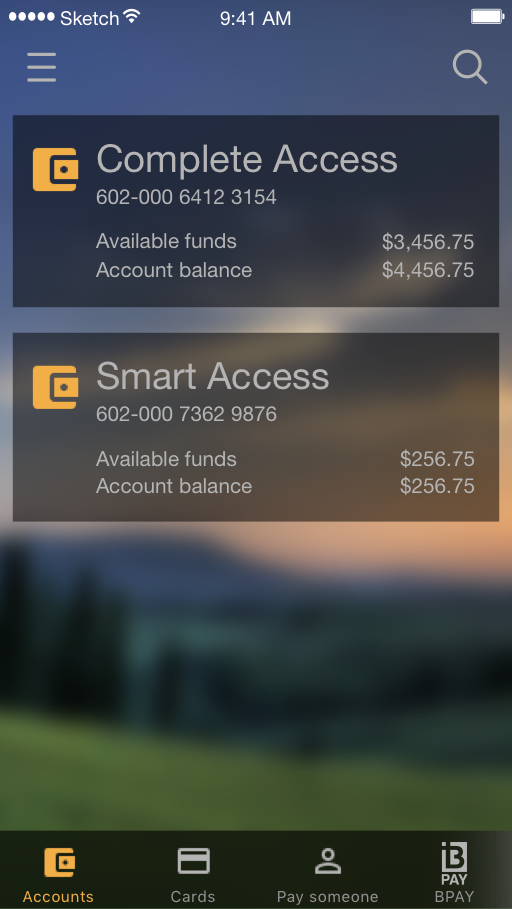 Sketch 9:41 AM
Complete Access
602-000 6412 3154
Available funds $3,456.75
Account balance $4,456.75
Smart Access
602-000 7362 9876
Available funds $256.75
Account balance $256.75
B
PAY
Accounts Cards Pay someone BPAY